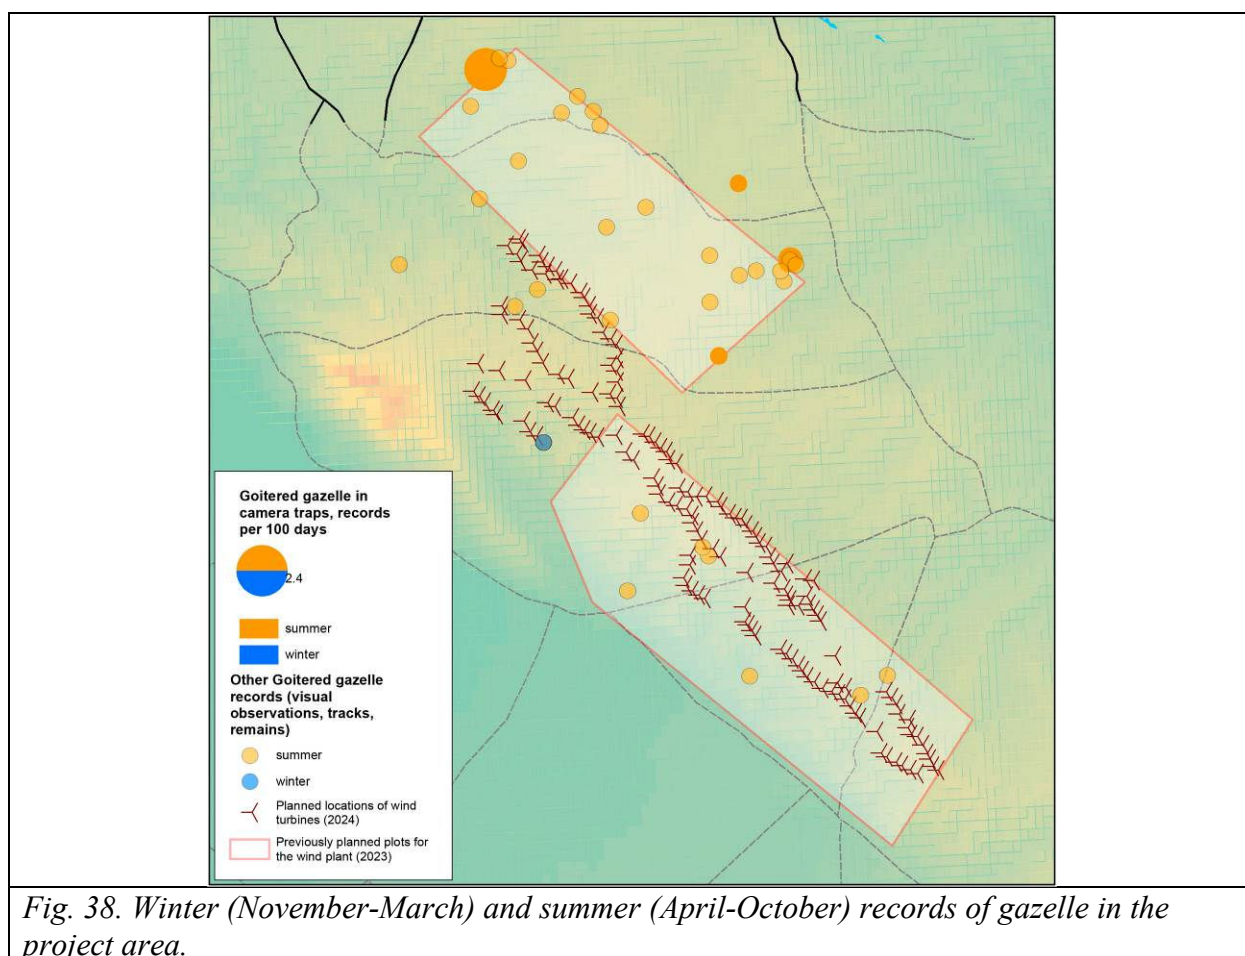 Goitered gazelle in
camera traps, records
per 100 days
2.4
summer
winter
Other Goitered gazelle
records (visual
observations, tracks,
remains)
summer
winter
Planned locations of wind
turbines (2024)
Previously planned plots for
the wind plant (2023)
Fig. 38. Winter (November-March) and summer (April-October) records of gazelle in the
project area.